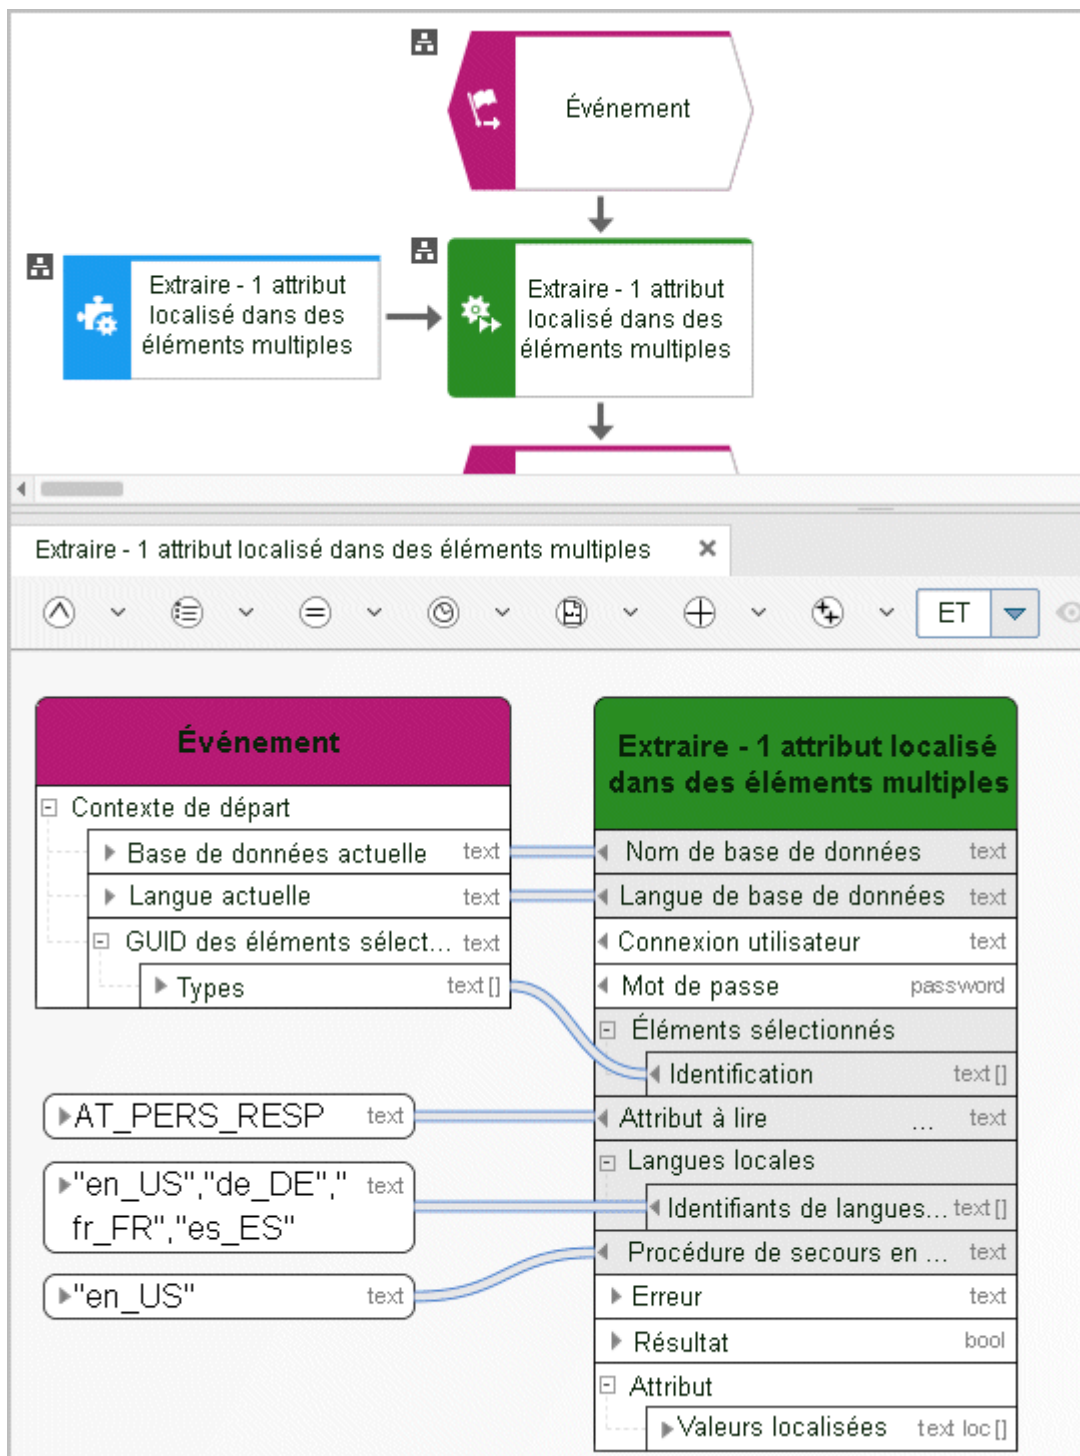 Événement
Extraire - 1 attribut
localisé dans des
éléments multiples
Extraire - 1 attribut
localisé dans des
éléments multiples
Extraire - 1 attribut localisé dans des éléments multiples
ET
Événement
Contexte de départ
Base de données actuelle text
Langue actuelle text
GUID des éléments sélect... text
Types text []
AT_PERS_RESP text
"en_US","de_DE"," text
fr_FR","es_ES"
"en_US" text
Extraire - 1 attribut localisé
dans des éléments multiples
Nom de base de données text
Langue de base de données text
Connexion utilisateur text
Mot de passe password
Éléments sélectionnés
Identification text []
Attribut à lire ... text
Langues locales
Identifiants de langues... text []
Procédure de secours en ... text
Erreur text
Résultat bool
Attribut
Valeurs localisées text loc []